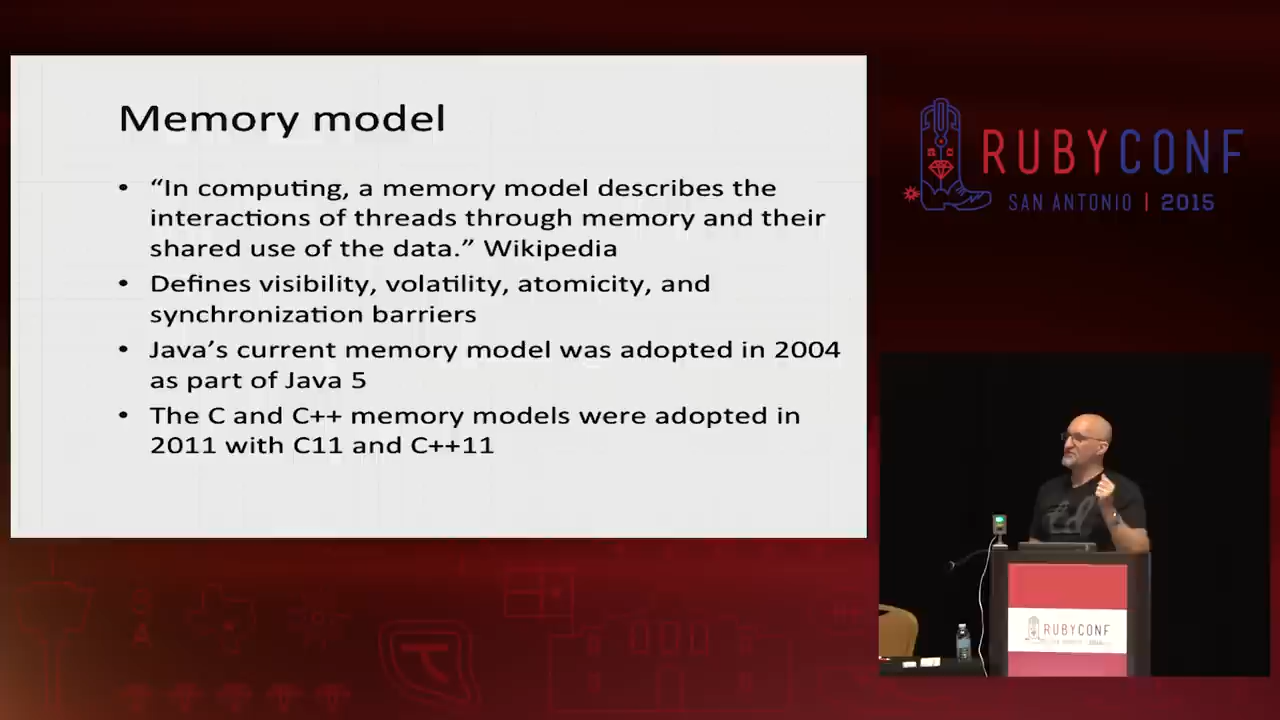 Memory model
• “In computing, a memory model describes the
interactions of threads through memory and their
shared use of the data.” Wikipedia
• Defines visibility, volatility, atomicity, and
synchronization barriers
• Java’s current memory model was adopted in 2004
as part of Java 5
• The C and C++ memory models were adopted in
2011 with C11 and C++11
RUBYCONF
SAN ANTONIO | 2015
RUBYCONF